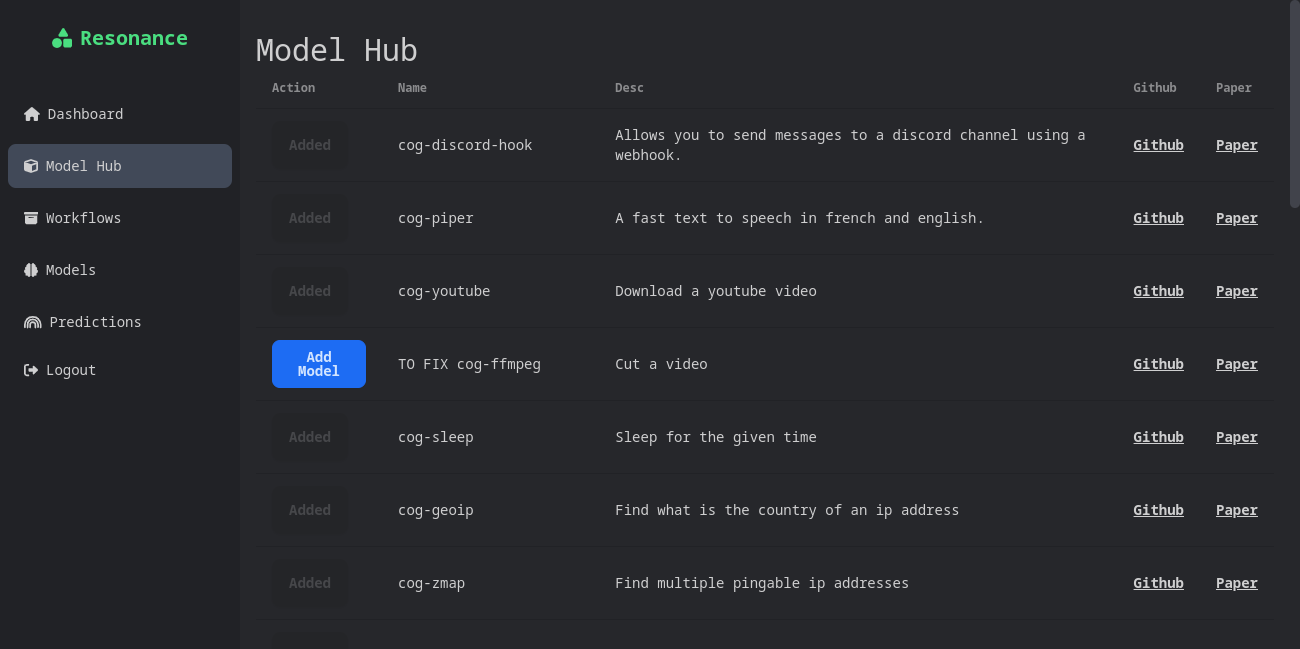 Resonance
Dashboard
Model Hub
Workflows
Models
Predictions
Logout
Model Hub
Action Name Desc Github Paper
Added cog-discord-hook Allows you to send messages to a discord channel using a
webhook. Github Paper
Added cog-piper A fast text to speech in french and english. Github Paper
Added cog-youtube Download a youtube video Github Paper
Add
Model TO FIX cog-ffmpeg Cut a video Github Paper
Added cog-sleep Sleep for the given time Github Paper
Added cog-geoip Find what is the country of an ip address Github Paper
Added cog-zmap Find multiple pingable ip addresses Github Paper